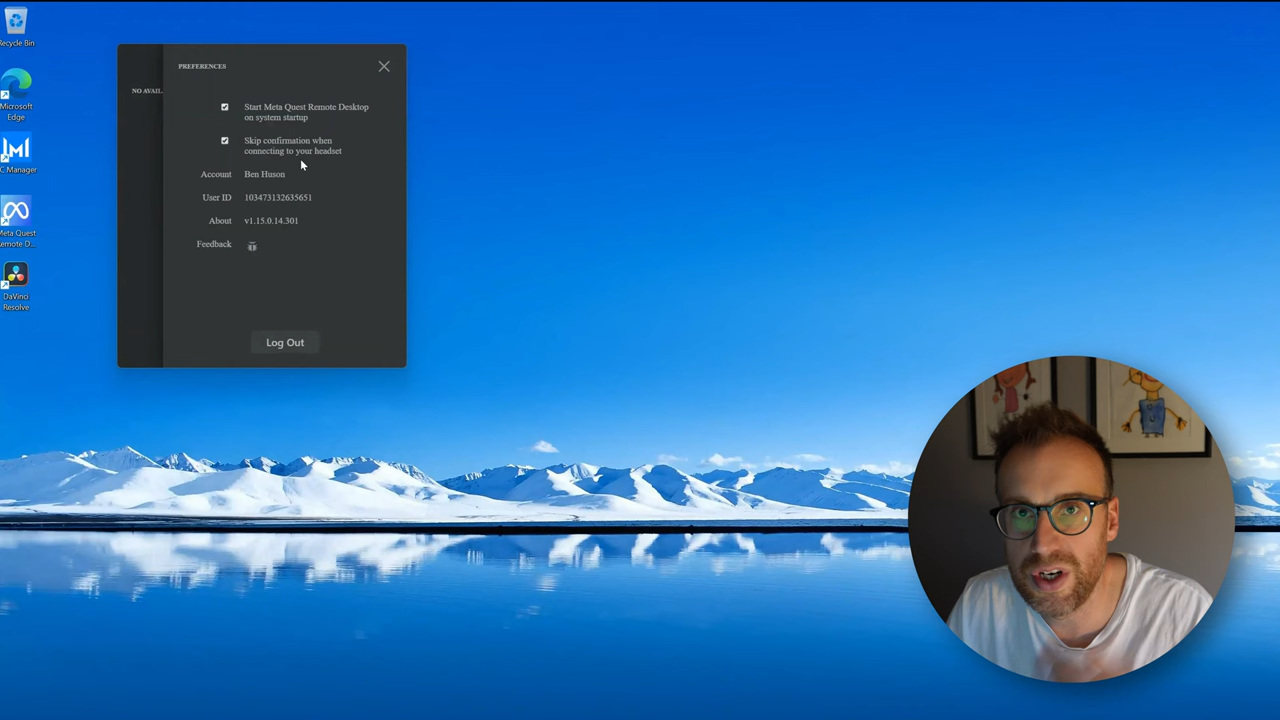 Recycle Bin
Microsoft
Edge
C Manager
Meta Quest
Remote D...
DaVinci
Resolve
NO AVAIL
PREFERENCES
Start Meta Quest Remote Desktop
on system startup
Skip confirmation when
connecting to your headset
Account Ben Huson
User ID 103473132635651
About v1.15.0.14.301
Feedback
Log Out